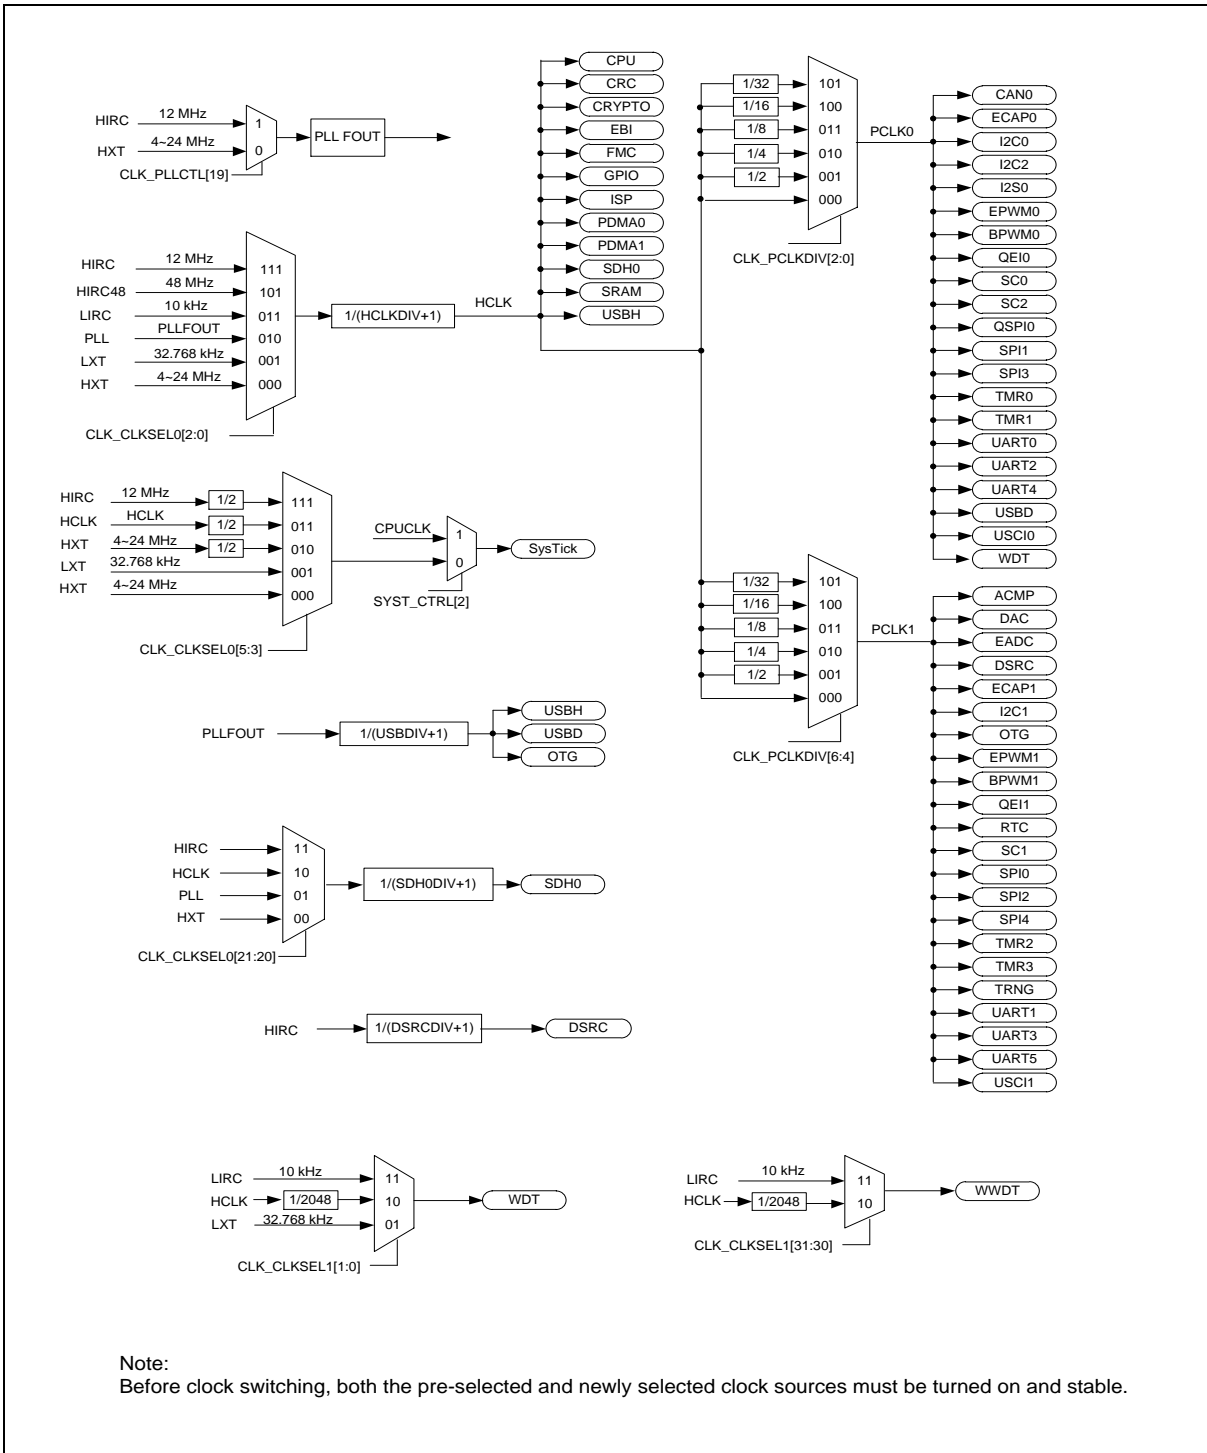 HIRC
12 MHz
1
HXT
4~24 MHz
0
PLL FOUT
CLK_PLLCTL[19]
HIRC
12 MHz
111
HIRC48
48 MHz
101
LIRC
10 kHz
011
PLL
PLLFOUT
010
LXT
32.768 kHz
001
HXT
4~24 MHz
000
CLK_CLKSEL0[2:0]
1/(HCLKDIV+1)
HCLK
CPU
CRC
CRYPTO
EBI
FMC
GPIO
ISP
PDMA0
PDMA1
SDH0
SRAM
USBH
1/32
101
1/16
100
1/8
011
1/4
010
1/2
001
000
CLK_PCLKDIV[2:0]
PCLK0
CAN0
ECAP0
I2C0
I2C2
I2S0
EPWM0
BPWM0
QEI0
SC0
SC2
QSPI0
SPI1
SPI3
TMR0
TMR1
UART0
UART2
UART4
USBD
USCI0
WDT
HIRC
12 MHz
1/2
111
HCLK
HCLK
1/2
011
HXT
4~24 MHz
1/2
010
LXT
32.768 kHz
001
HXT
4~24 MHz
000
CLK_CLKSEL0[5:3]
CPUCLK
1
0
SYST_CTRL[2]
SysTick
1/32
101
1/16
100
1/8
011
1/4
010
1/2
001
000
CLK_PCLKDIV[6:4]
PCLK1
ACMP
DAC
EADC
DSRC
ECAP1
I2C1
OTG
EPWM1
BPWM1
QEI1
RTC
SC1
SPI0
SPI2
SPI4
TMR2
TMR3
TRNG
UART1
UART3
UART5
USCI1
PLLFOUT
1/(USBDIV+1)
USBH
USBD
OTG
HIRC
11
HCLK
10
PLL
01
HXT
00
CLK_CLKSEL0[21:20]
1/(SDH0DIV+1)
SDH0
HIRC
1/(DSRCDIV+1)
DSRC
LIRC
10 kHz
11
HCLK
1/2048
10
LXT
32.768 kHz
01
CLK_CLKSEL1[1:0]
WDT
LIRC
10 kHz
11
HCLK
1/2048
10
CLK_CLKSEL1[31:30]
WWDT
Note:
Before clock switching, both the pre-selected and newly selected clock sources must be turned on and stable.